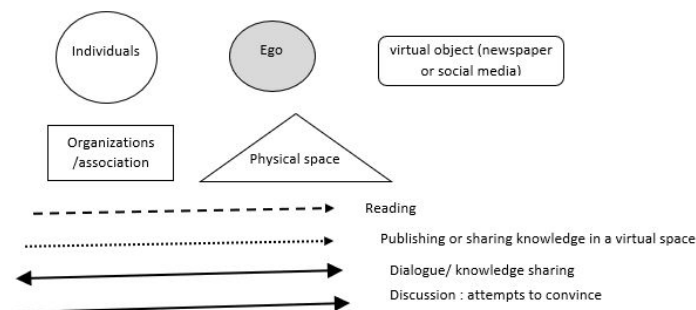 Individuals
Ego
virtual object (newspaper
or social media)
Organizations
/association
Physical space
Reading
Publishing or sharing knowledge in a virtual space
Dialogue/ knowledge sharing
Discussion : attempts to convince